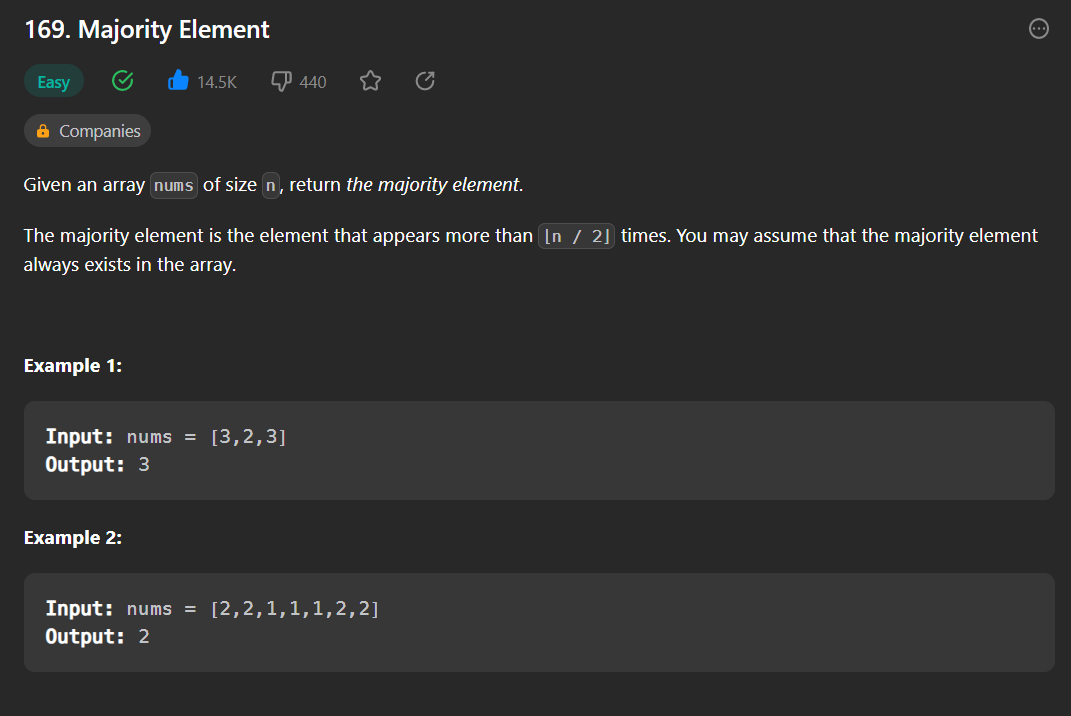 169. Majority Element
Easy 14.5K 440
Companies
Given an array nums of size n, return the majority element.
The majority element is the element that appears more than ⌊n / 2⌋ times. You may assume that the majority element
always exists in the array.
Example 1:
Input: nums = [3,2,3]
Output: 3
Example 2:
Input: nums = [2,2,1,1,1,2,2]
Output: 2